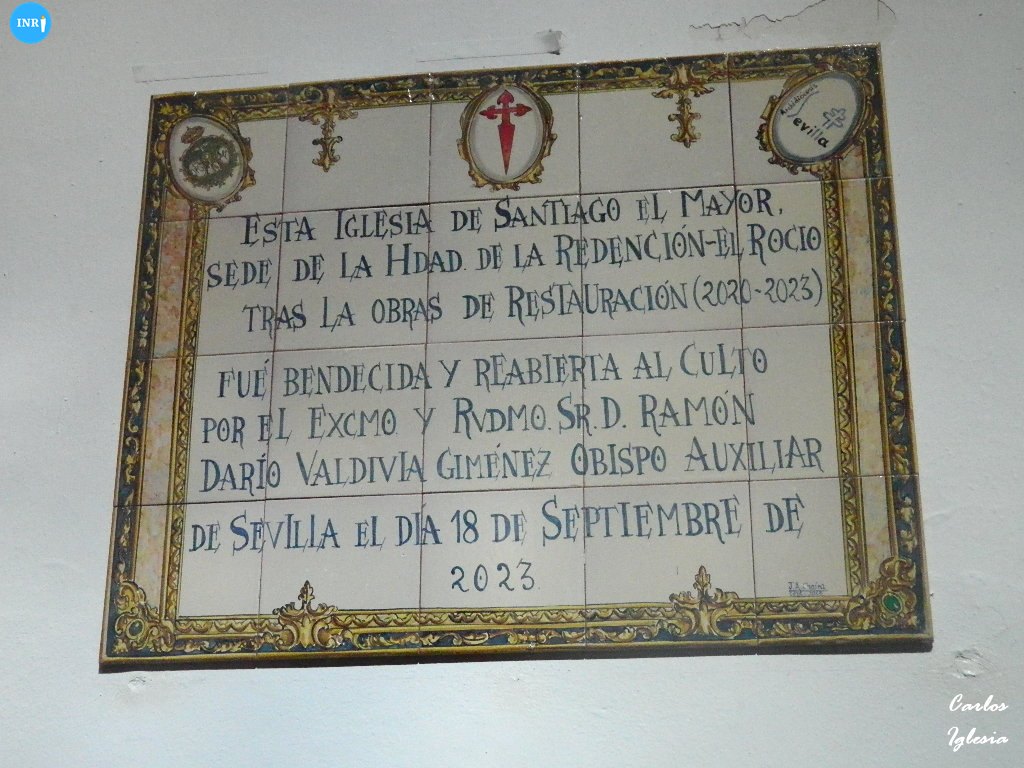 INRI
Sevilla
ESTA IGLESIA DE SANTIAGO EL MAYOR,
SEDE DE LA HDAD. DE LA REDENCIÓN-EL ROCIO
TRAS LA OBRAS DE RESTAURACIÓN (2020-2023)
FUÉ BENDECIDA Y REABIERTA AL CULTO
POR EL EXCMO. Y RVDMO. SR. D. RAMÓN
DARÍO VALDIVIA GIMÉNEZ OBISPO AUXILIAR
DE SEVILLA EL DIA 18 DE SEPTIEMBRE DE
2023.
Carlos
Iglesia